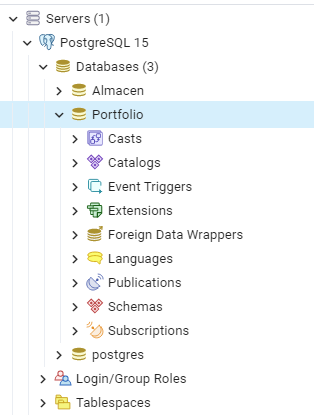 Servers (1)
PostgreSQL 15
Databases (3)
Almacen
Portfolio
Casts
Catalogs
Event Triggers
Extensions
Foreign Data Wrappers
Languages
Publications
Schemas
Subscriptions
postgres
Login/Group Roles
Tablespaces